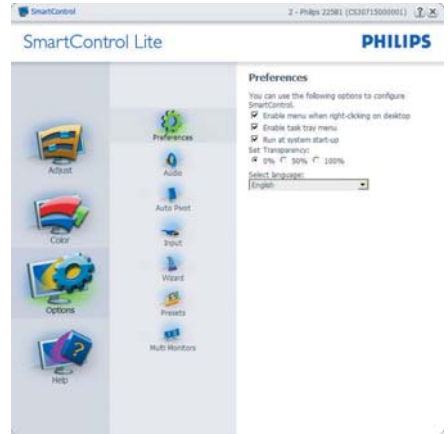 SmartControl
2 - Philips 225B1 (CS30715000001)
SmartControl Lite
PHILIPS
Adjust
Color
Options
Help
Preferences
Audio
Auto Pivot
Input
Wizard
Presets
Multi Monitors
Preferences
You can use the following options to configure
SmartControl.
Enable menu when right-clicking on desktop
Enable task tray menu
Run at system start-up
Set Transparency:
0% 50% 100%
Select language:
English